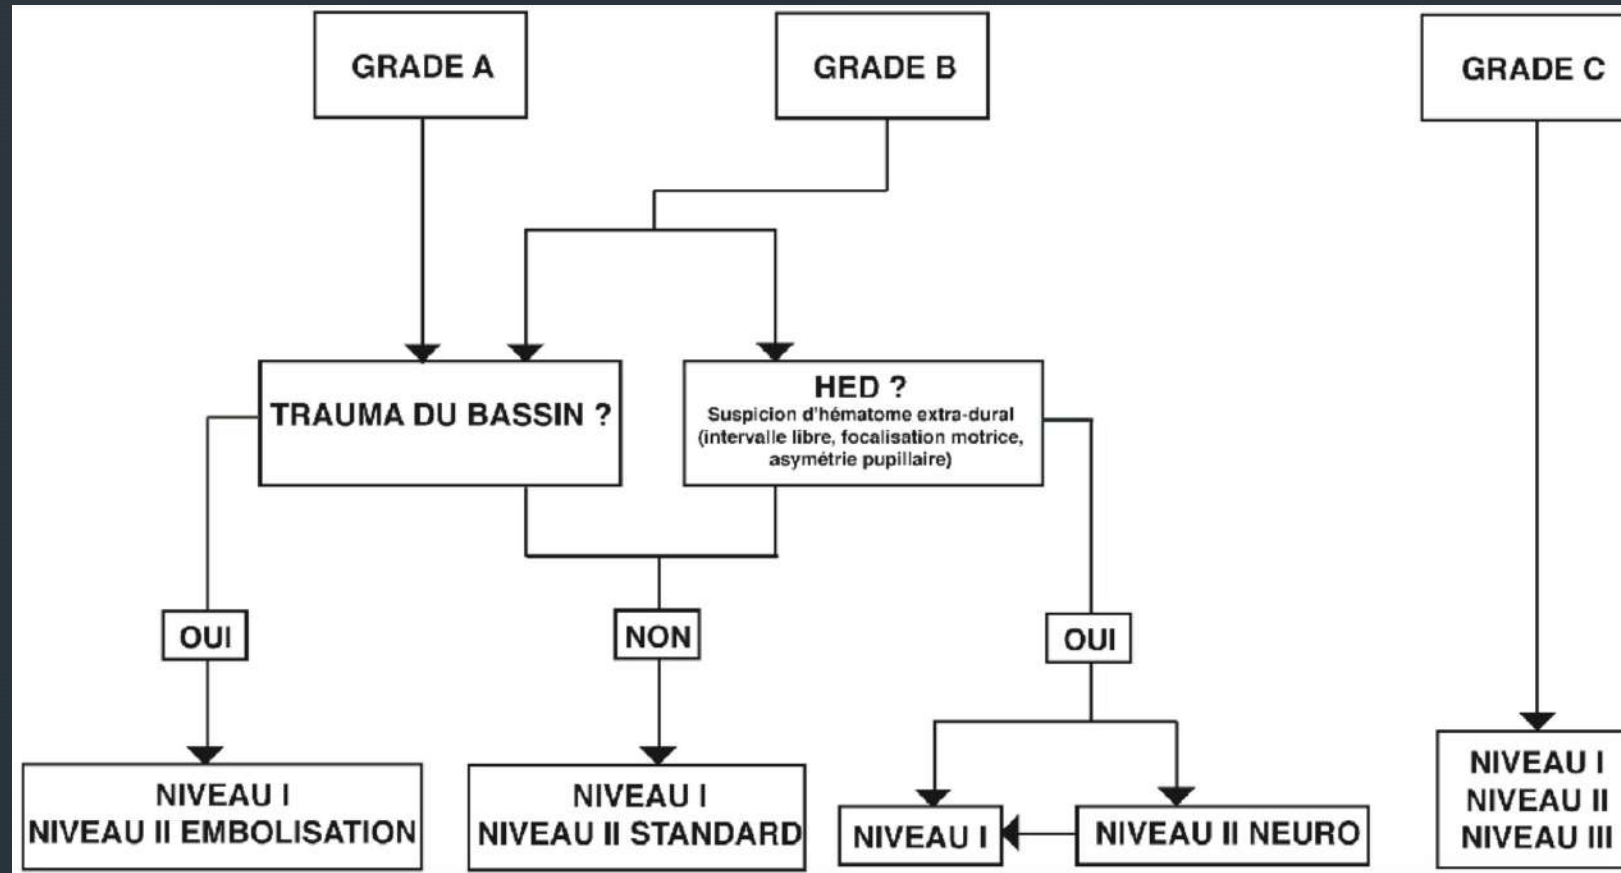 GRADE A
GRADE B
GRADE C
TRAUMA DU BASSIN ?
HED ?
Suspicion d'hématome extra-dural
(intervalle libre, focalisation motrice,
asymétrie pupillaire)
OUI
NON
OUI
NIVEAU I
NIVEAU II EMBOLISATION
NIVEAU I
NIVEAU II STANDARD
NIVEAU I
NIVEAU II NEURO
NIVEAU I
NIVEAU II
NIVEAU III